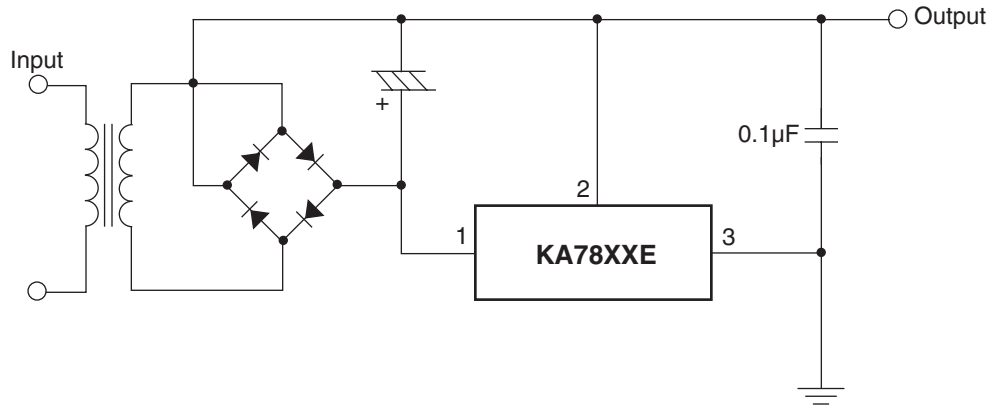 Output
Input
+
0.1µF
2
1
KA78XXE
3